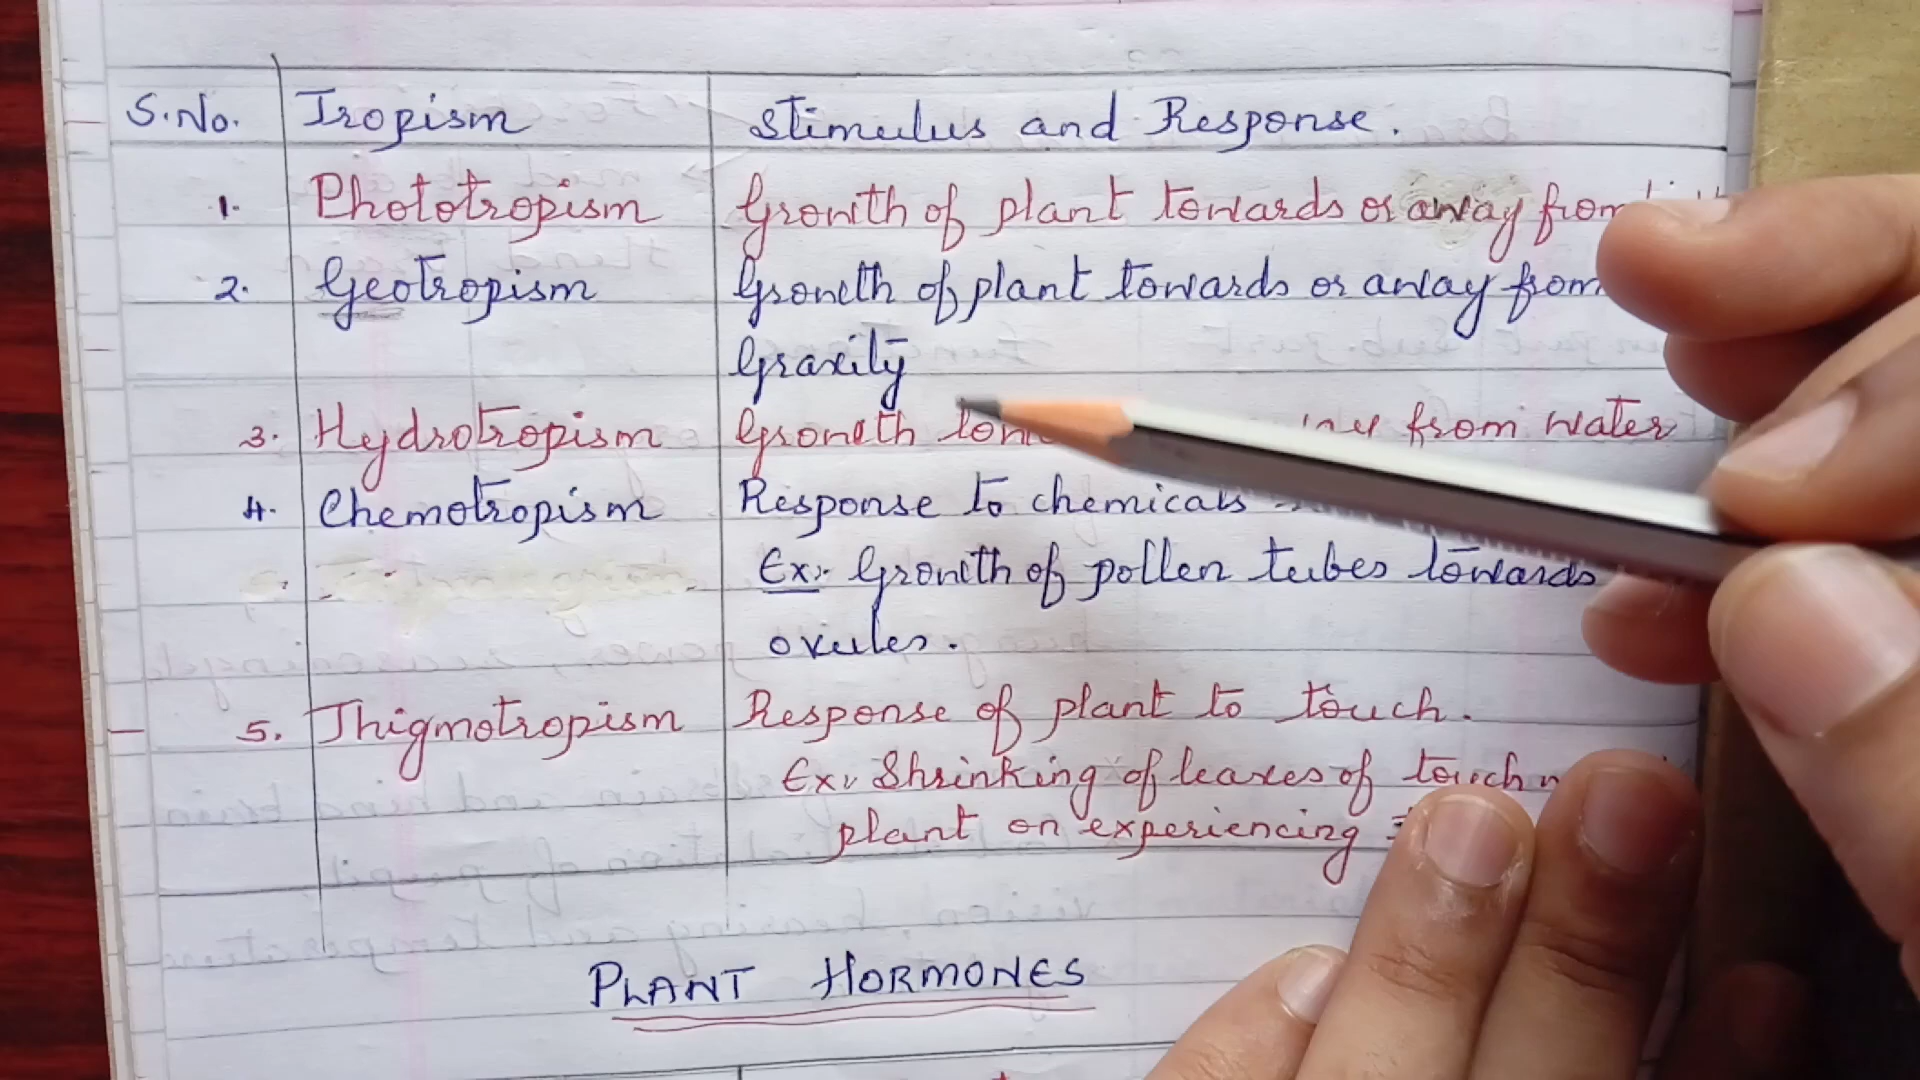 S.No. Tropism Stimulus and Response.
1. Phototropism Growth of plant towards or away from
2. Geotropism Growth of plant towards or away from
Gravity
3. Hydrotropism Growth from water
4. Chemotropism Response to chemicals
Ex:- Growth of pollen tubes towards
ovules.
5. Thigmotropism Response of plant to touch.
Ex:- Shrinking of leaves of touch
plant on experiencing
PLANT HORMONES